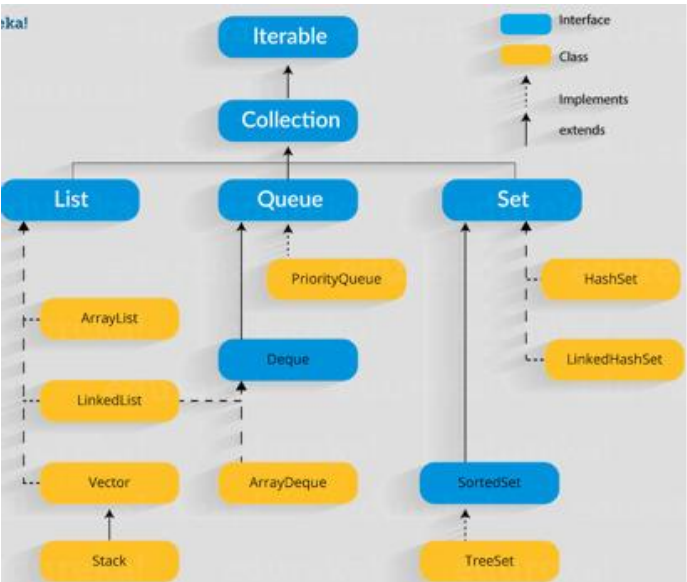 eka!
Iterable
Interface
Class
Collection
Implements
extends
List
Queue
Set
PriorityQueue
HashSet
ArrayList
Deque
LinkedHashSet
LinkedList
Vector
ArrayDeque
SortedSet
Stack
TreeSet